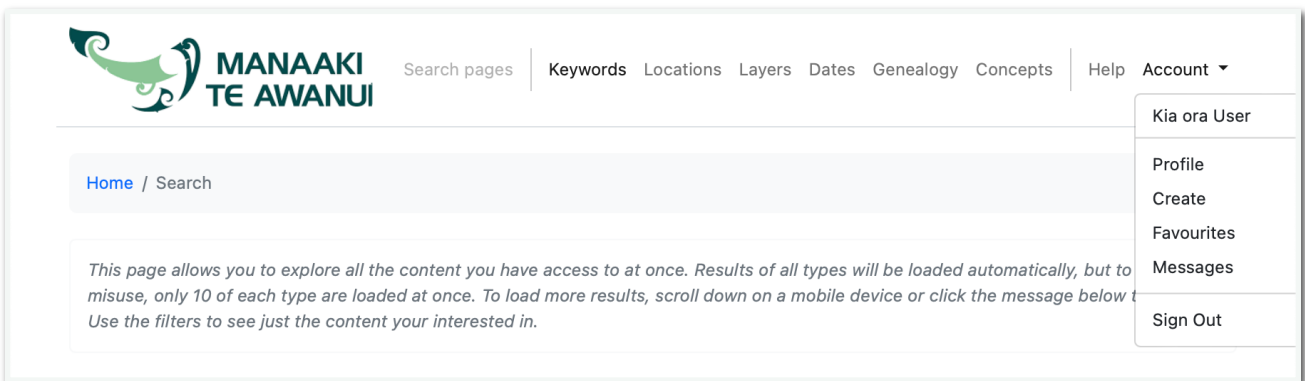 MANAAKI
TE AWANUI
Search pages Keywords Locations Layers Dates Genealogy Concepts Help Account
Kia ora User
Profile
Create
Favourites
Messages
Sign Out
Home / Search
This page allows you to explore all the content you have access to at once. Results of all types will be loaded automatically, but to
misuse, only 10 of each type are loaded at once. To load more results, scroll down on a mobile device or click the message below
Use the filters to see just the content your interested in.